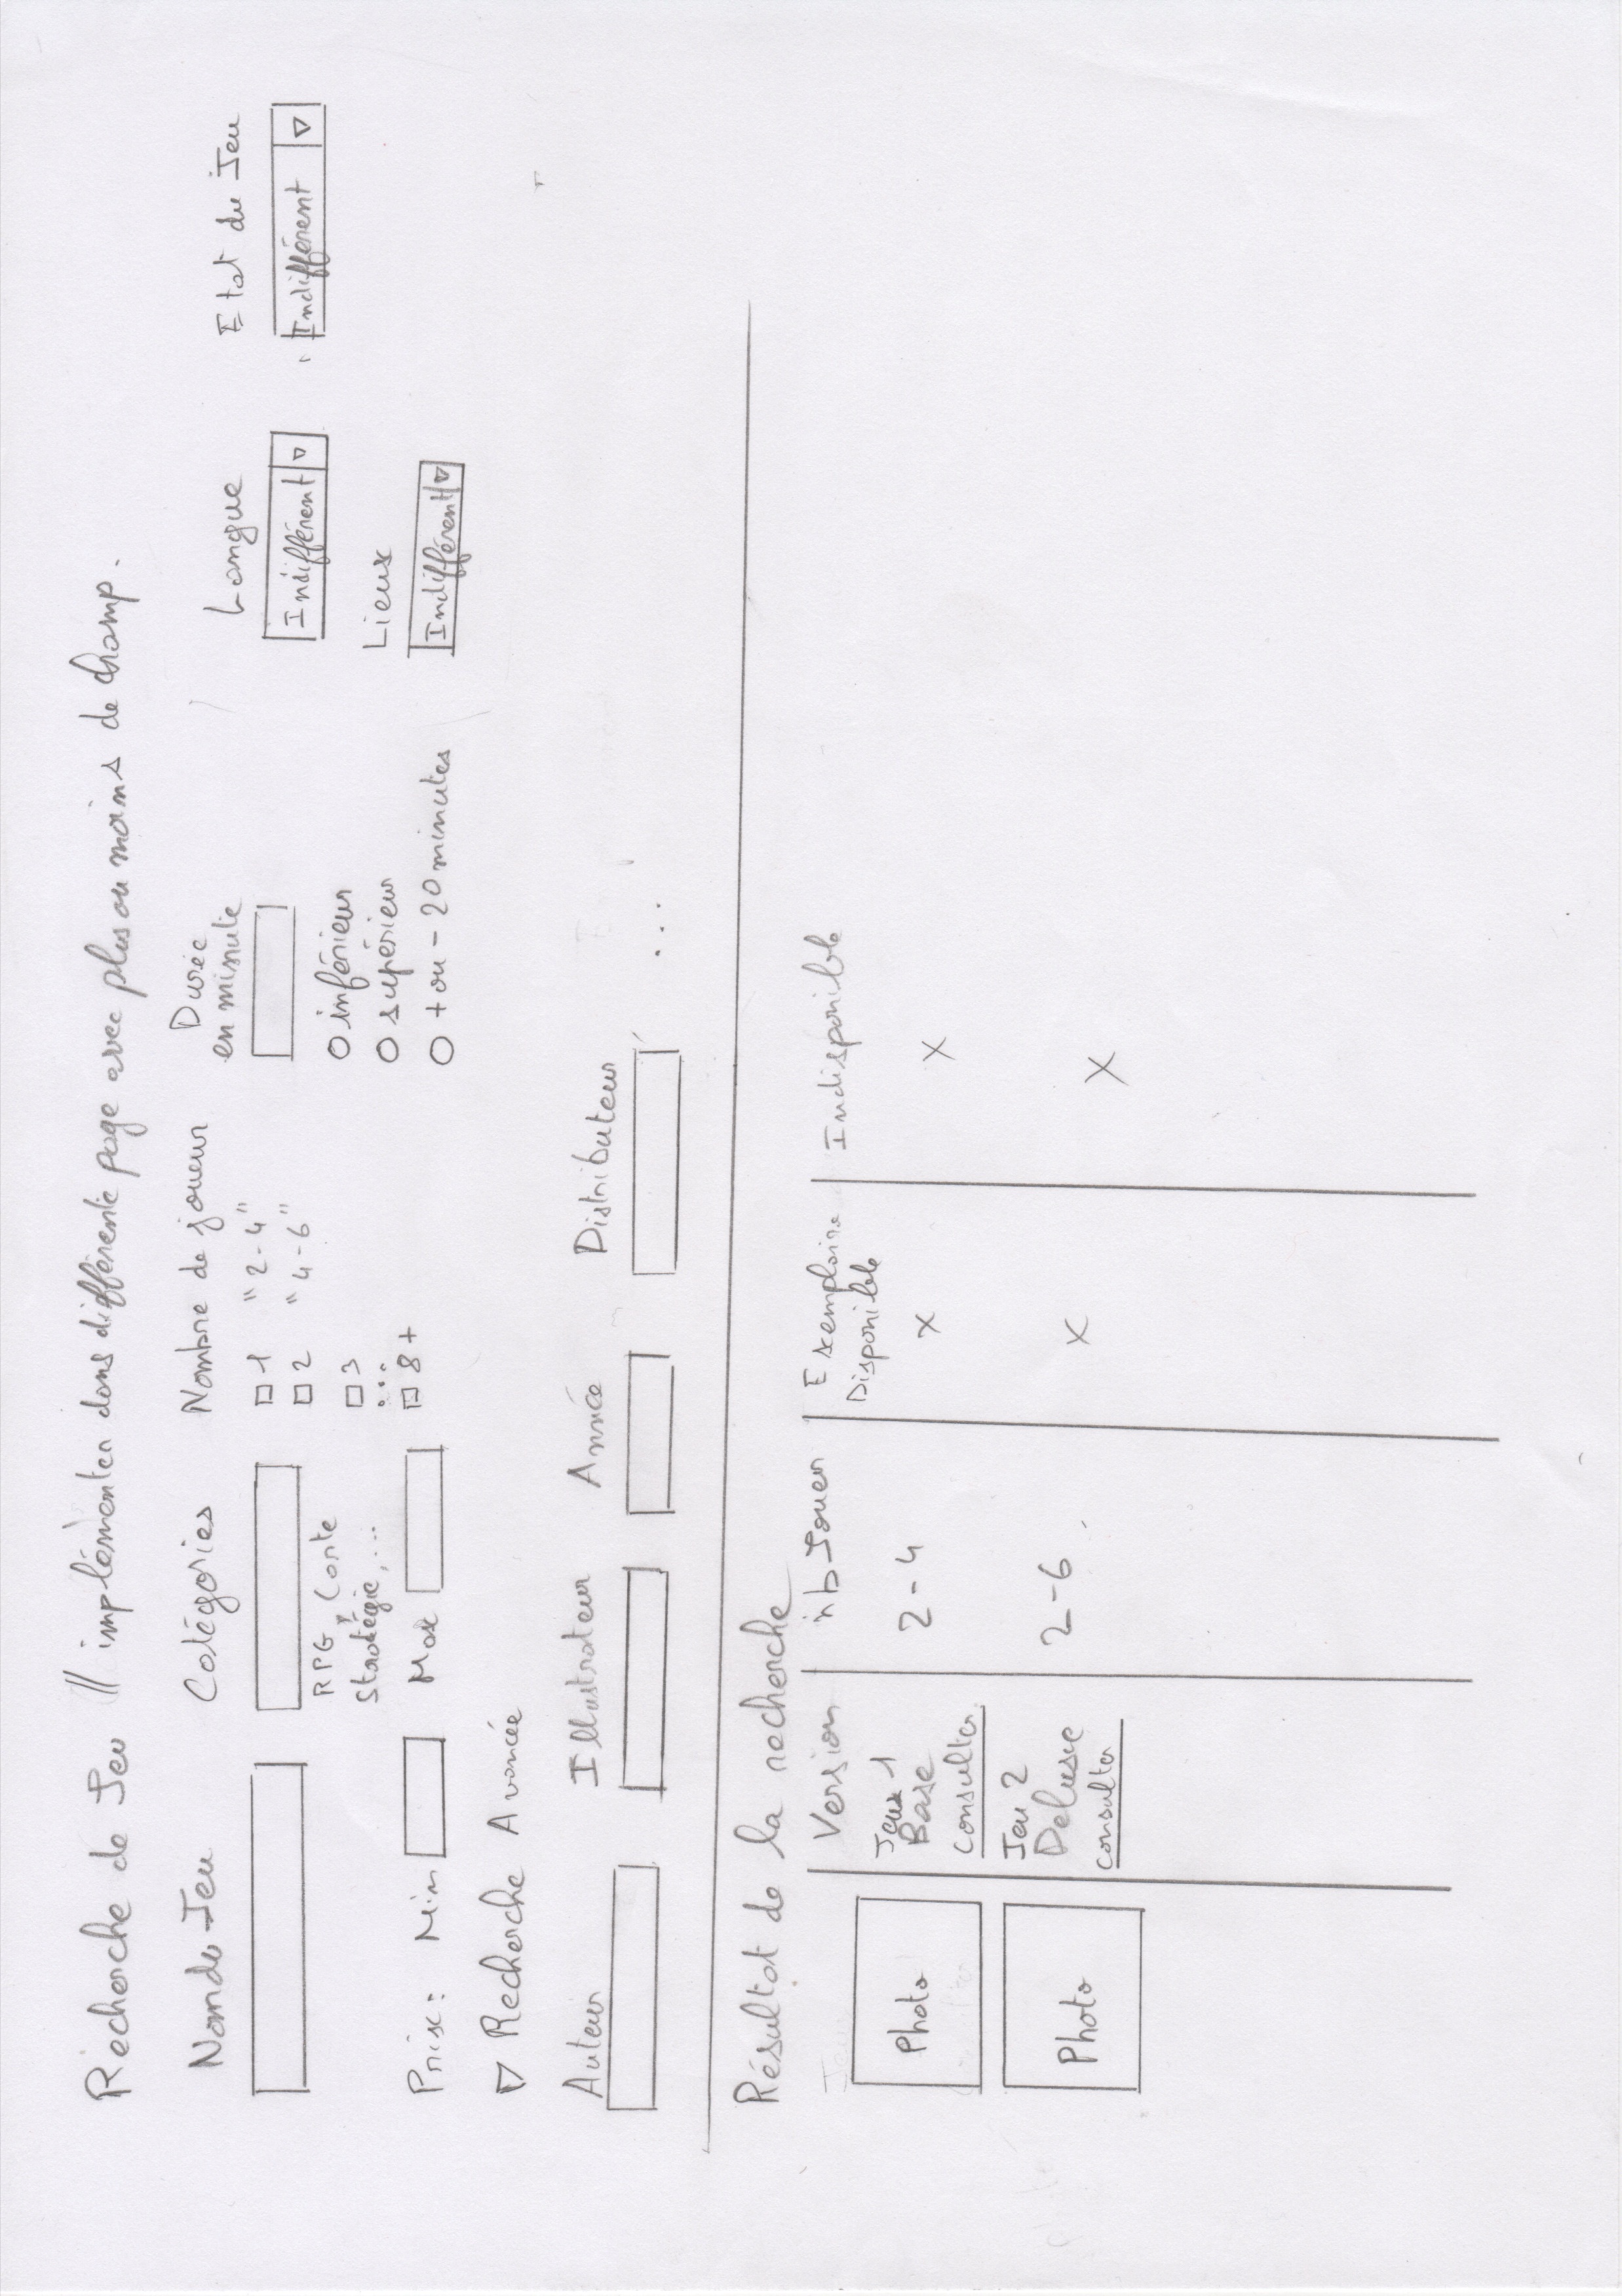 Recherche de Jeu // implémenter dans différente page avec plus ou moins de champ.
Nom du Jeu
Catégories
RPG, Carte
Stratégie, ...
Nombre de joueur
1 "2-4"
2 "4-6"
3
...
8+
Durée
en minute
inférieur
supérieur
+ ou - 20 minutes
Langue
Indifférent
Etat du Jeu
Indifférent
Lieux
Indifférent
Prix: Min Max
Recherche Avancée
Auteur Illustrateur Année Distributeur
...
Résultat de la recherche
Jeux
Version nb Joueur Exemplaire Indisponible
Disponible
Photo
Jeux 1
Base
consulter
2-4 X X
Photo
Jeu 2
Deluxe
consulter
2-6 X X